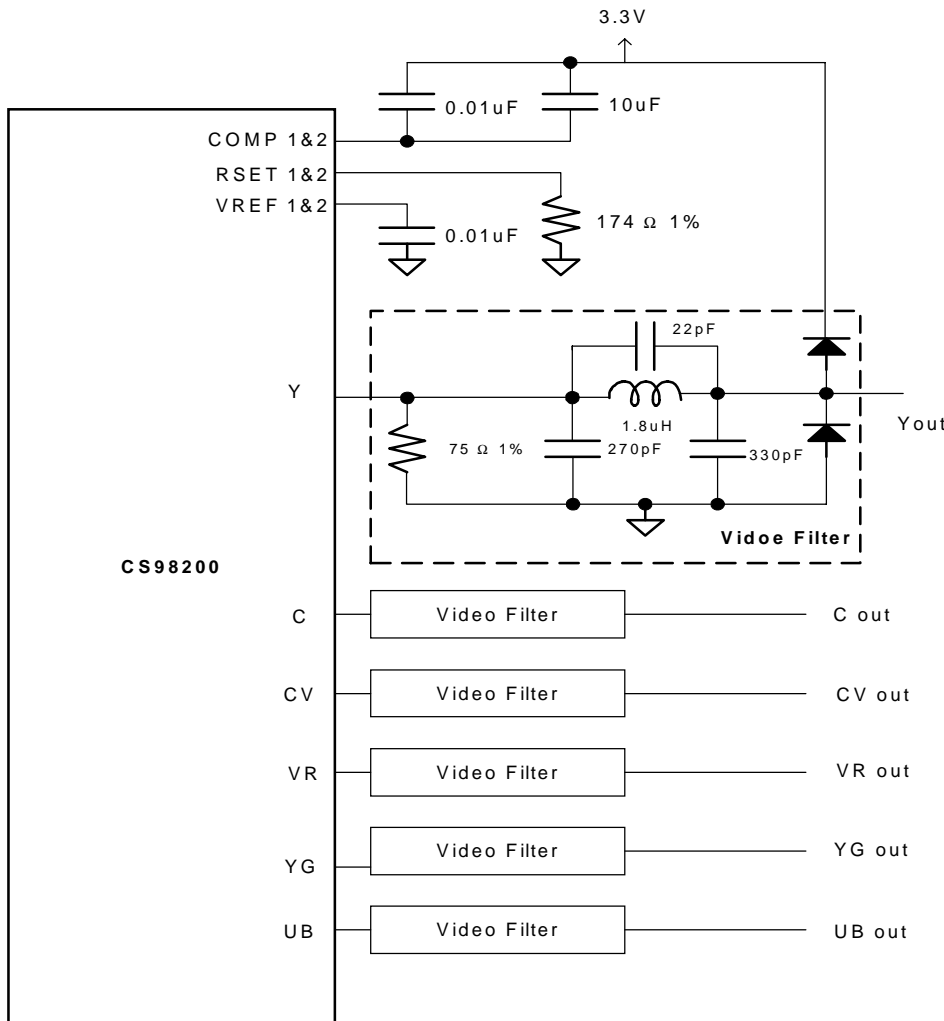 3.3V
0.01uF
10uF
COMP 1&2
RSET 1&2
VREF 1&2
0.01uF
174 Ω 1%
22pF
Y
Yout
1.8uH
75 Ω 1%
270pF
330pF
Vidoe Filter
CS98200
C
Video Filter
C out
CV
Video Filter
CV out
VR
Video Filter
VR out
YG
Video Filter
YG out
UB
Video Filter
UB out